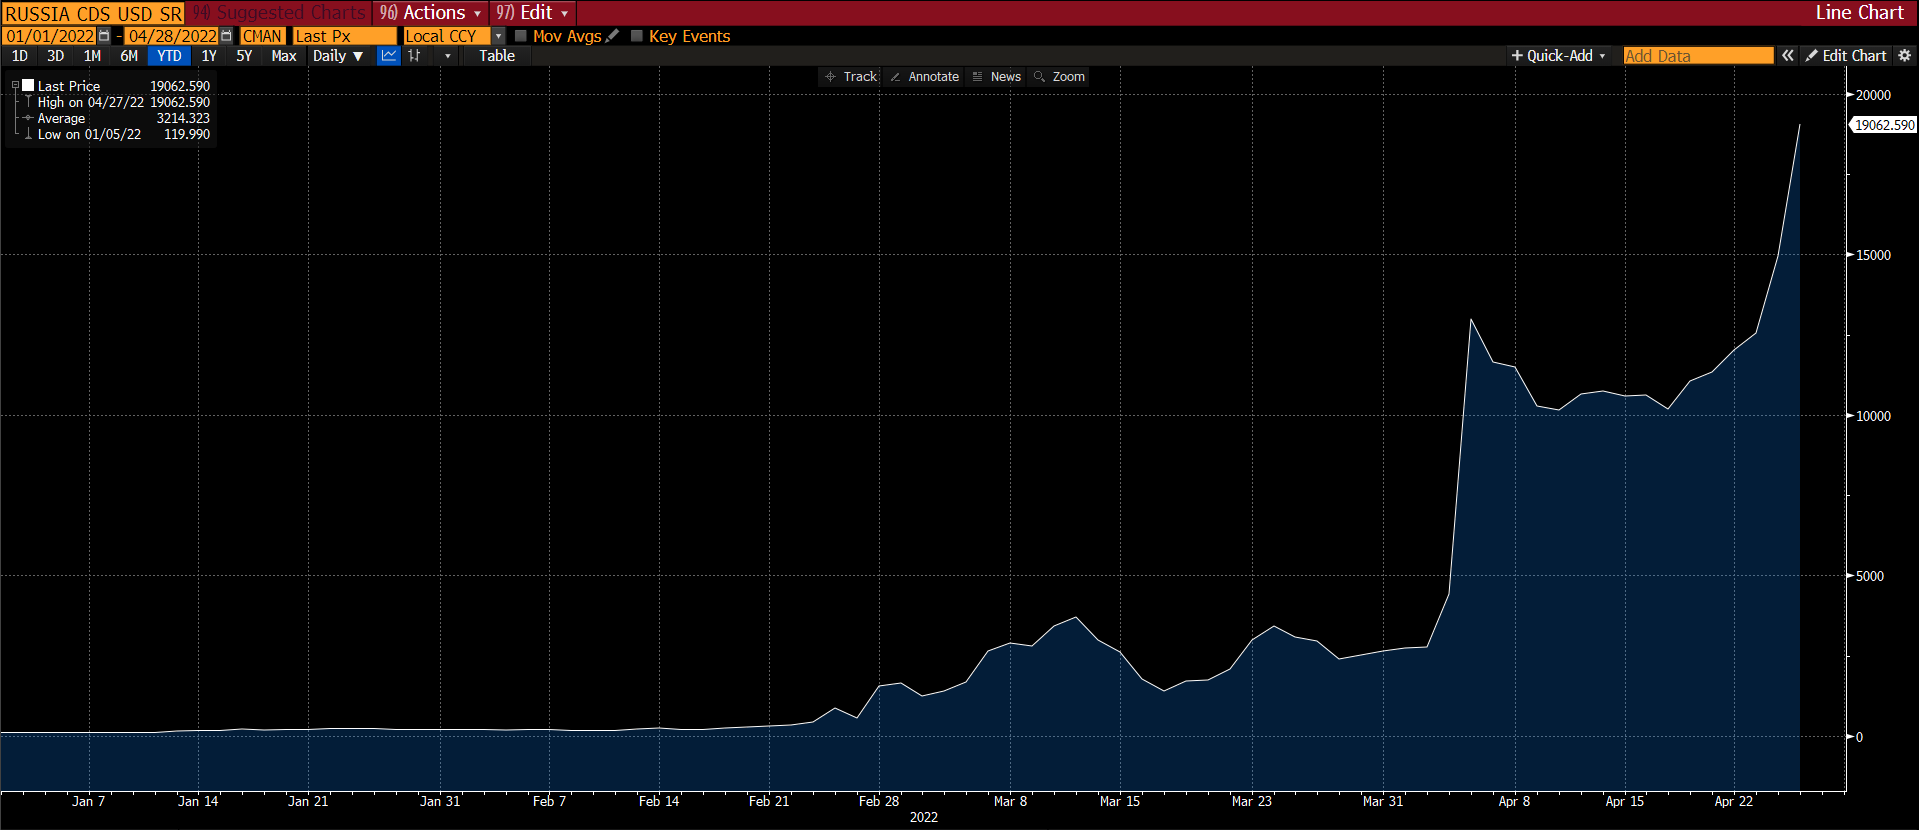 RUSSIA CDS USD SR 94) Suggested Charts 96) Actions 97) Edit Line Chart
01/01/2022 - 04/28/2022 CMAN Last Px Local CCY Mov Avgs Key Events
1D 3D 1M 6M YTD 1Y 5Y Max Daily ▼ Table + Quick-Add Add Data « Edit Chart
Track Annotate News Zoom
Last Price 19062.590
High on 04/27/22 19062.590
Average 3214.323
Low on 01/05/22 119.990
20000
19062.590
15000
10000
5000
0
Jan 7 Jan 14 Jan 21 Jan 31 Feb 7 Feb 14 Feb 21 Feb 28 Mar 8 Mar 15 Mar 23 Mar 31 Apr 8 Apr 15 Apr 22
2022